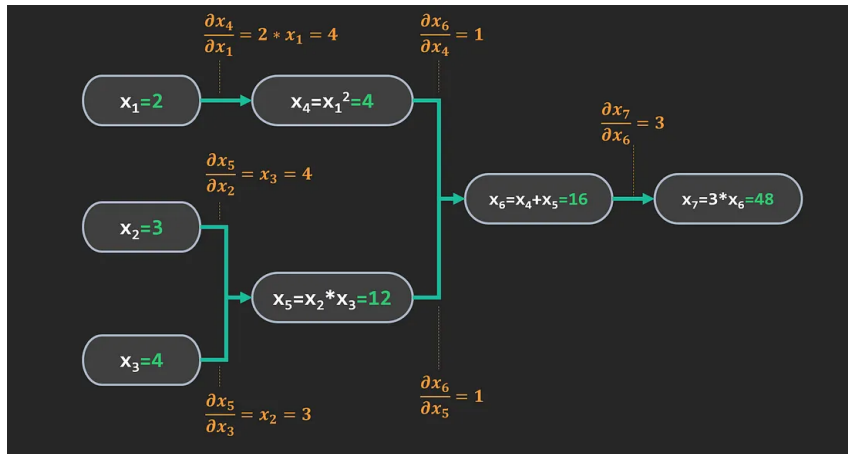 ∂x₄/∂x₁ = 2 * x₁ = 4
∂x₆/∂x₄ = 1
x₁=2
x₄=x₁²=4
∂x₇/∂x₆ = 3
∂x₅/∂x₂ = x₃ = 4
x₆=x₄+x₅=16
x₇=3*x₆=48
x₂=3
x₅=x₂*x₃=12
x₃=4
∂x₅/∂x₃ = x₂ = 3
∂x₆/∂x₅ = 1